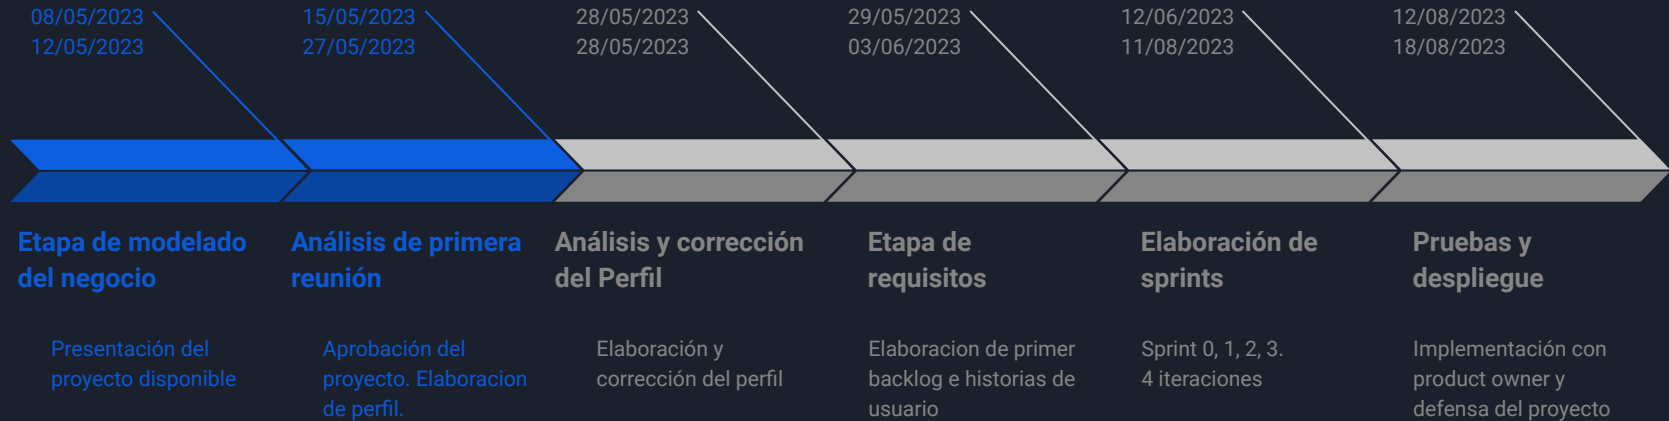 08/05/2023
12/05/2023
15/05/2023
27/05/2023
28/05/2023
28/05/2023
29/05/2023
03/06/2023
12/06/2023
11/08/2023
12/08/2023
18/08/2023
Etapa de modelado
del negocio
Análisis de primera
reunión
Análisis y corrección
del Perfil
Etapa de
requisitos
Elaboración de
sprints
Pruebas y
despliegue
Presentación del
proyecto disponible
Aprobación del
proyecto. Elaboracion
de perfil.
Elaboración y
corrección del perfil
Elaboracion de primer
backlog e historias de
usuario
Sprint 0, 1, 2, 3.
4 iteraciones
Implementación con
product owner y
defensa del proyecto